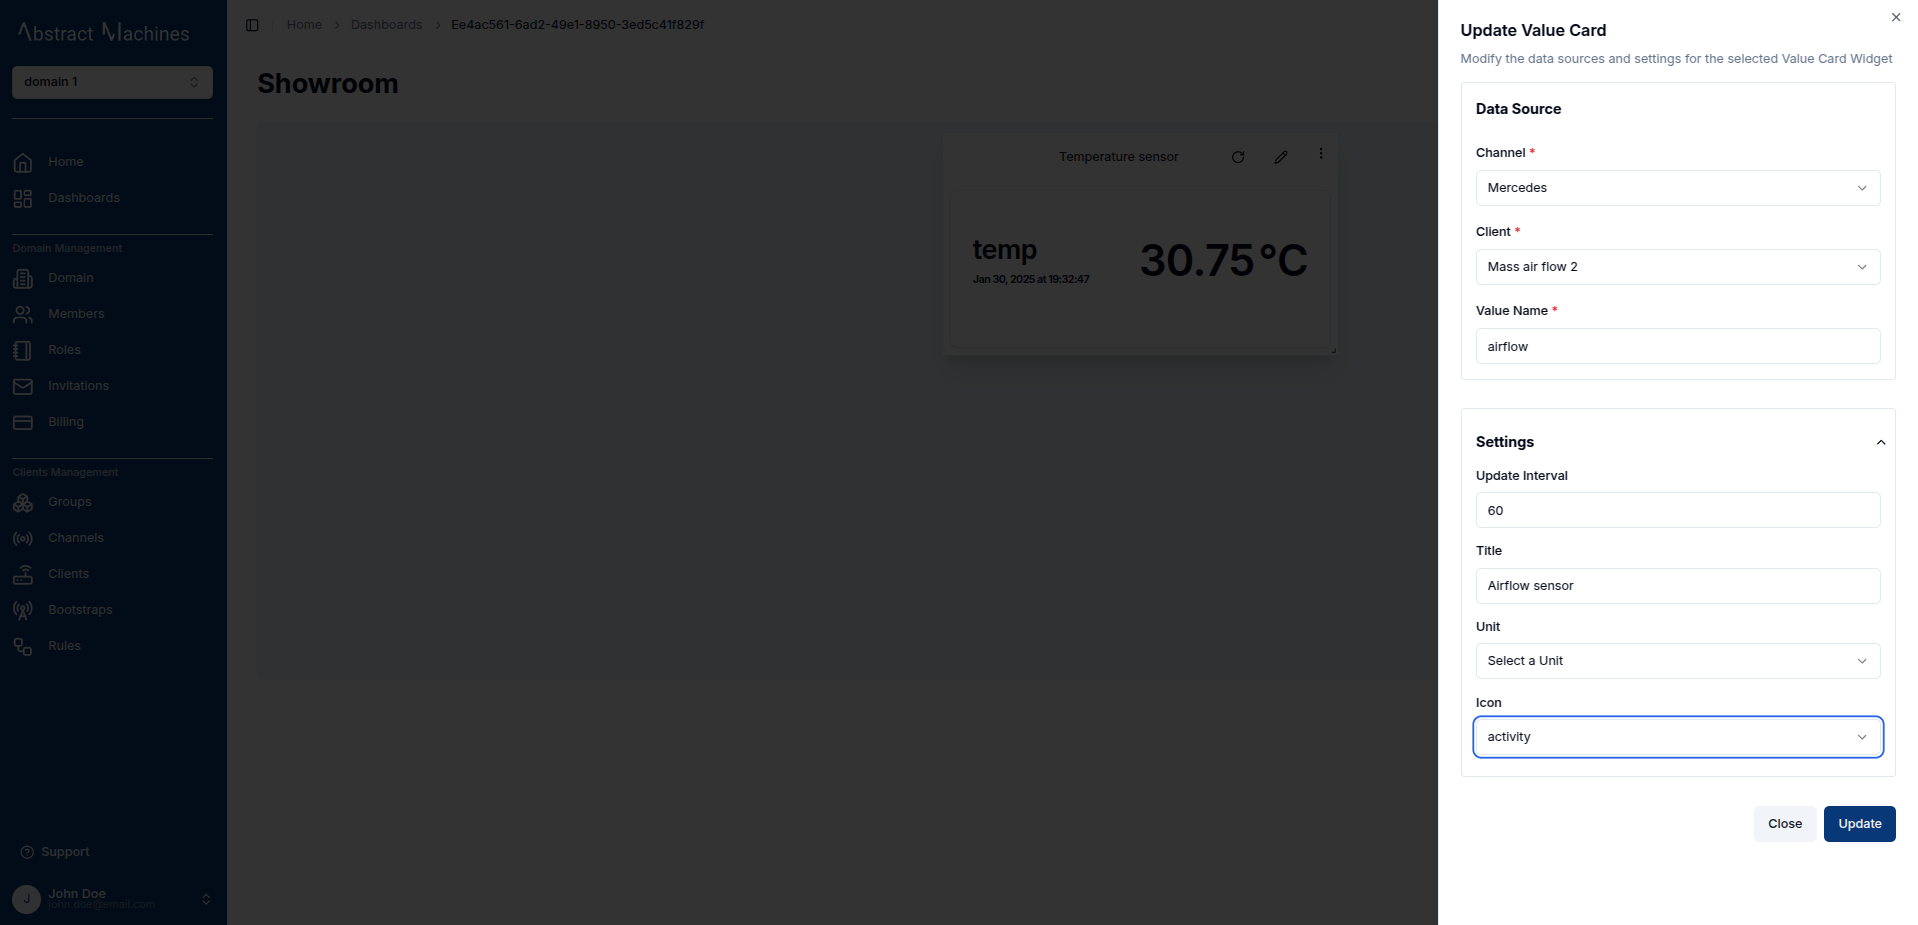 Abstract Machines
domain 1
Home
Dashboards
Domain Management
Domain
Members
Roles
Invitations
Billing
Clients Management
Groups
Channels
Clients
Bootstraps
Rules
Support
J
John Doe
john.doe@email.com
Home > Dashboards > Ee4ac561-6ad2-49e1-8950-3ed5c41f829f
Showroom
Temperature sensor
temp
Jan 30, 2025 at 19:32:47
30.75 °C
Update Value Card
Modify the data sources and settings for the selected Value Card Widget
Data Source
Channel *
Mercedes
Client *
Mass air flow 2
Value Name *
airflow
Settings
Update Interval
60
Title
Airflow sensor
Unit
Select a Unit
Icon
activity
Close
Update